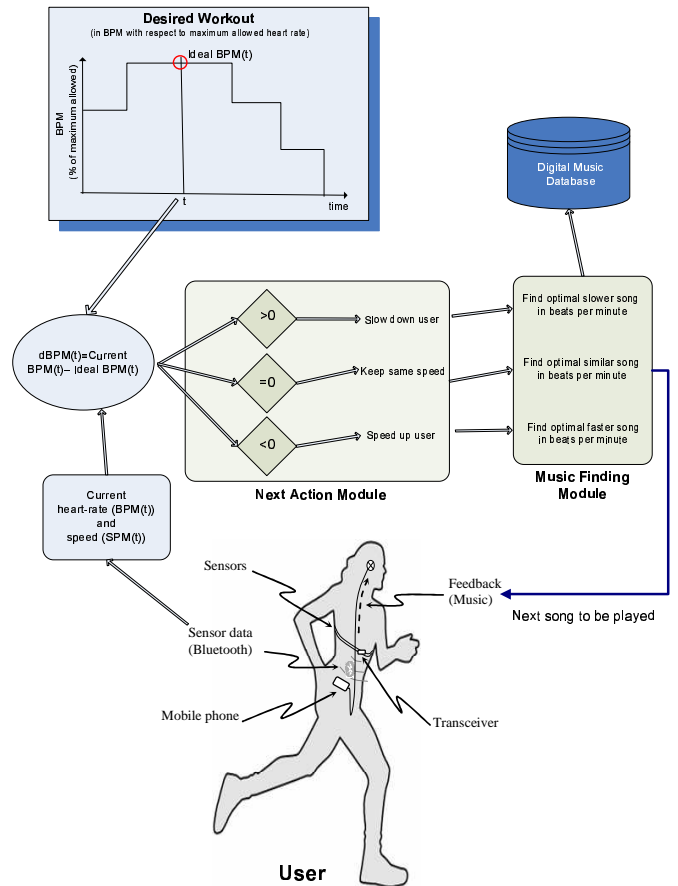 Desired Workout
(in BPM with respect to maximum allowed heart rate)
Ideal BPM(t)
BPM
(% of maximum allowed)
t
time
Digital Music
Database
dBPM(t)=Current
BPM(t)– Ideal BPM(t)
>0
Slow down user
=0
Keep same speed
<0
Speed up user
Next Action Module
Find optimal slower song
in beats per minute
Find optimal similar song
in beats per minute
Find optimal faster song
in beats per minute
Music Finding
Module
Current
heart-rate (BPM(t))
and
speed (SPM(t))
Sensors
Feedback
(Music)
Next song to be played
Sensor data
(Bluetooth)
Mobile phone
Transceiver
User